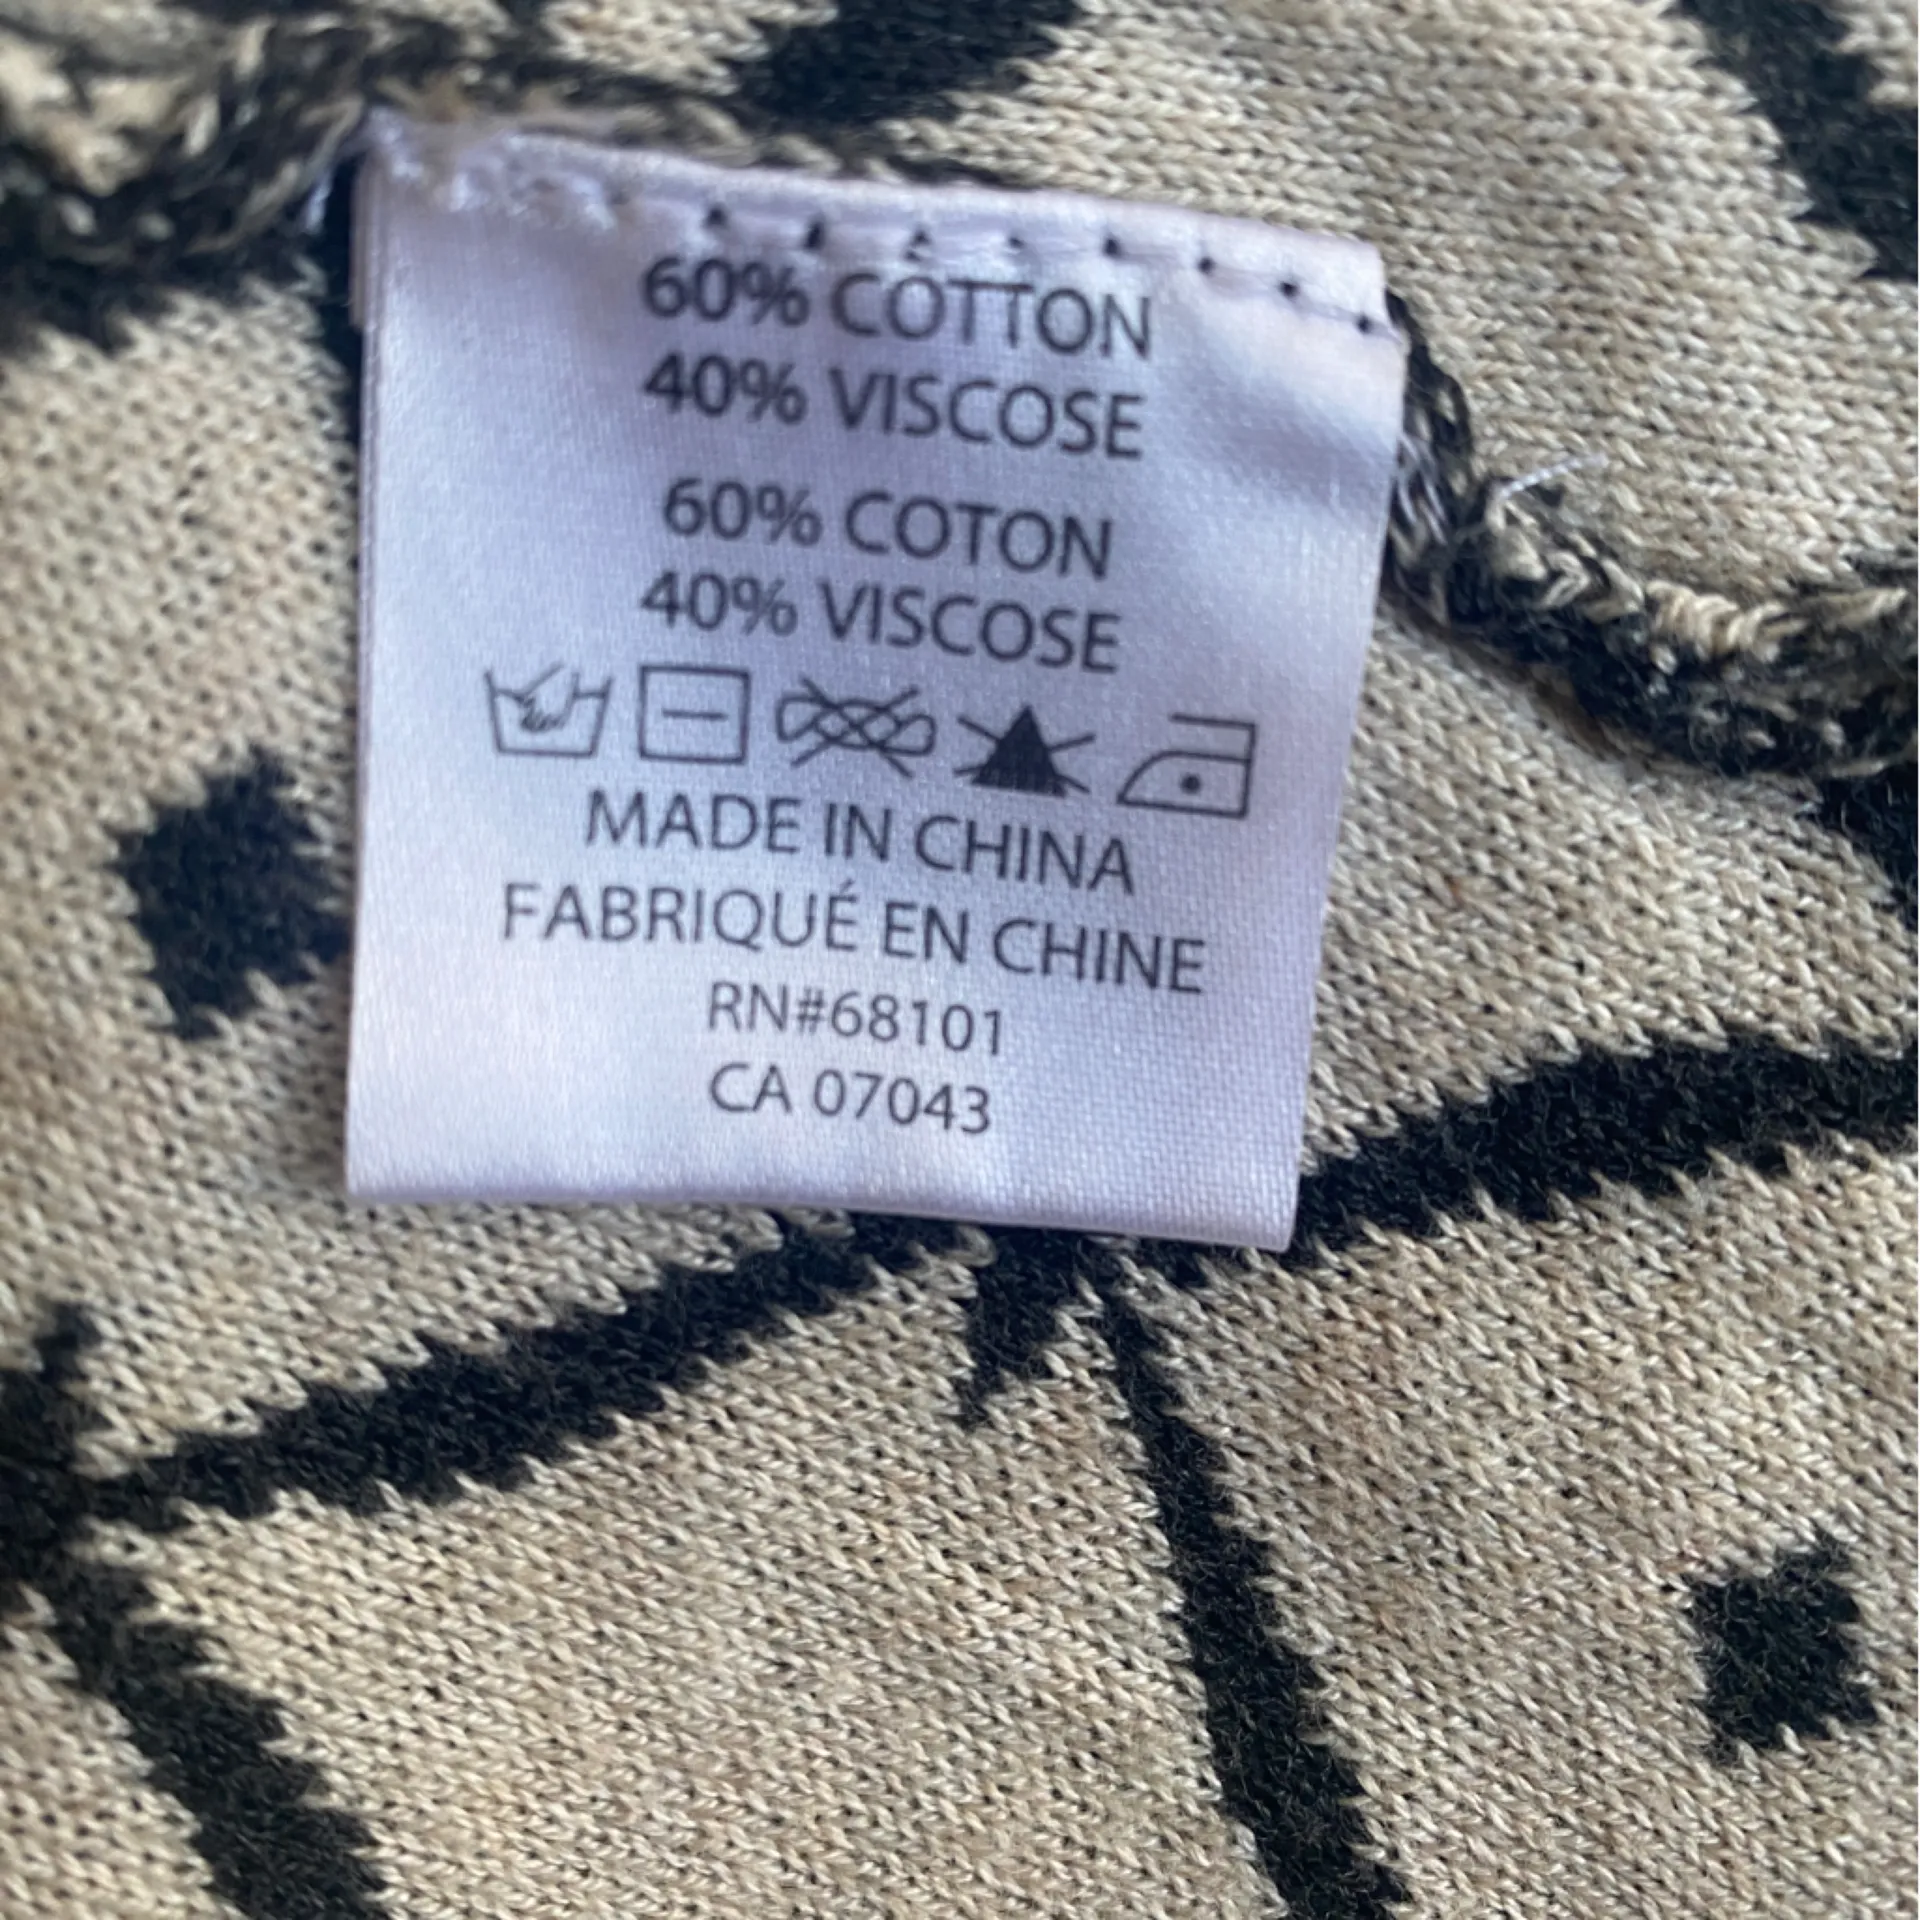 60% COTTON
40% VISCOSE
60% COTON
40% VISCOSE
MADE IN CHINA
FABRIQUÉ EN CHINE
RN#68101
CA 07043